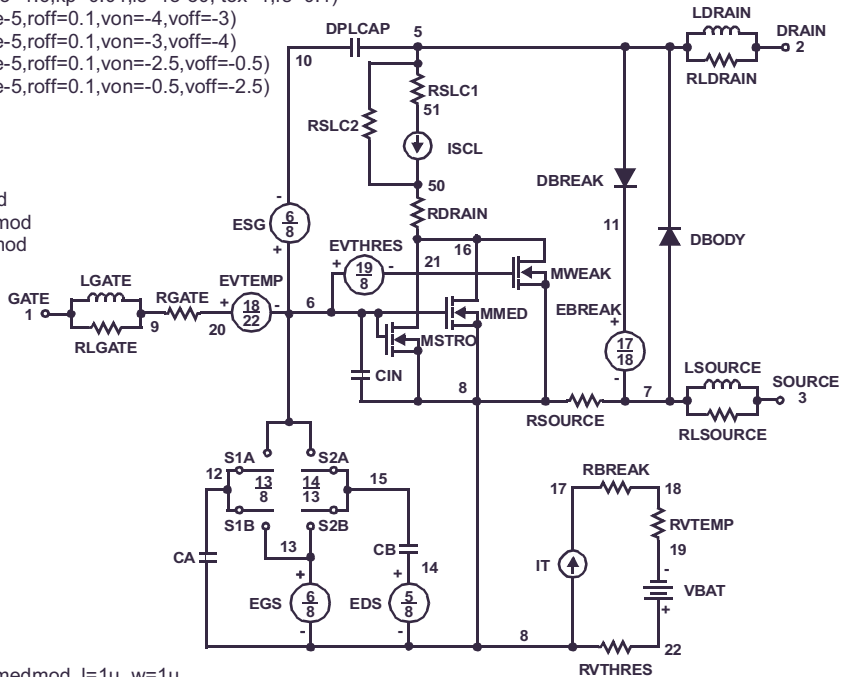 e-5,roff=0.1,von=-4,voff=-3)
e-5,roff=0.1,von=-3,voff=-4)
e-5,roff=0.1,von=-2.5,voff=-0.5)
e-5,roff=0.1,von=-0.5,voff=-2.5)
LDRAIN
DPLCAP 5 DRAIN
2
10
RLDRAIN
RSLC1
51
RSLC2
ISCL
50
DBREAK
RDRAIN
d
mod
mod
-
ESG 6
8
+
11
DBODY
EVTHRES
+ 19 -
8
21
16
MWEAK
LGATE
EVTEMP
GATE
1
RGATE
+ 18 -
22
6
EBREAK
+
MMED
9
20
RLGATE
MSTRO
17
18
-
CIN
LSOURCE
8
7
SOURCE
3
RSOURCE
RLSOURCE
S1A
S2A
12
13
8
14
13
15
S1B
S2B
RBREAK
17
18
RVTEMP
13
CA
CB
14
19
IT
-
VBAT
+
+
EGS 6
8
-
+
EDS 5
8
-
8
22
RVTHRES
medmod l=1u w=1u